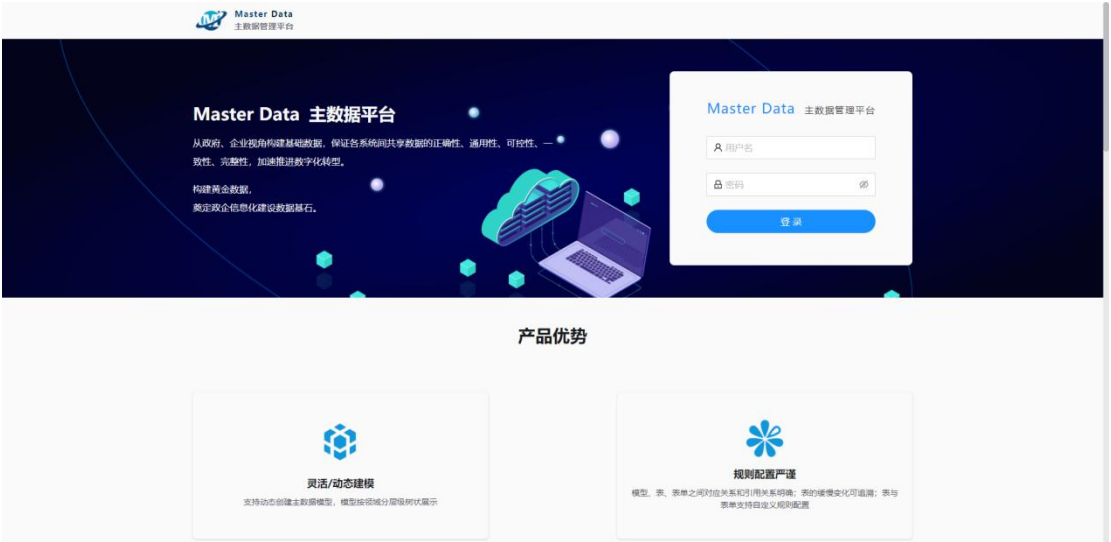 Master Data
主数据管理平台
Master Data 主数据平台
从政府、企业视角构建基础数据，保证各系统间共享数据的正确性、通用性、可控性、一
致性、完整性，加速推进数字化转型。
构建黄金数据，
奠定政企信息化建设数据基石。
Master Data 主数据管理平台
用户名
密码
登录
产品优势
灵活/动态建模
支持动态创建主数据模型，模型按领域分层级树状展示
规则配置严谨
模型、表、表单之间对应关系和引用关系明确；表的缓慢变化可追溯；表与
表单支持自定义规则配置